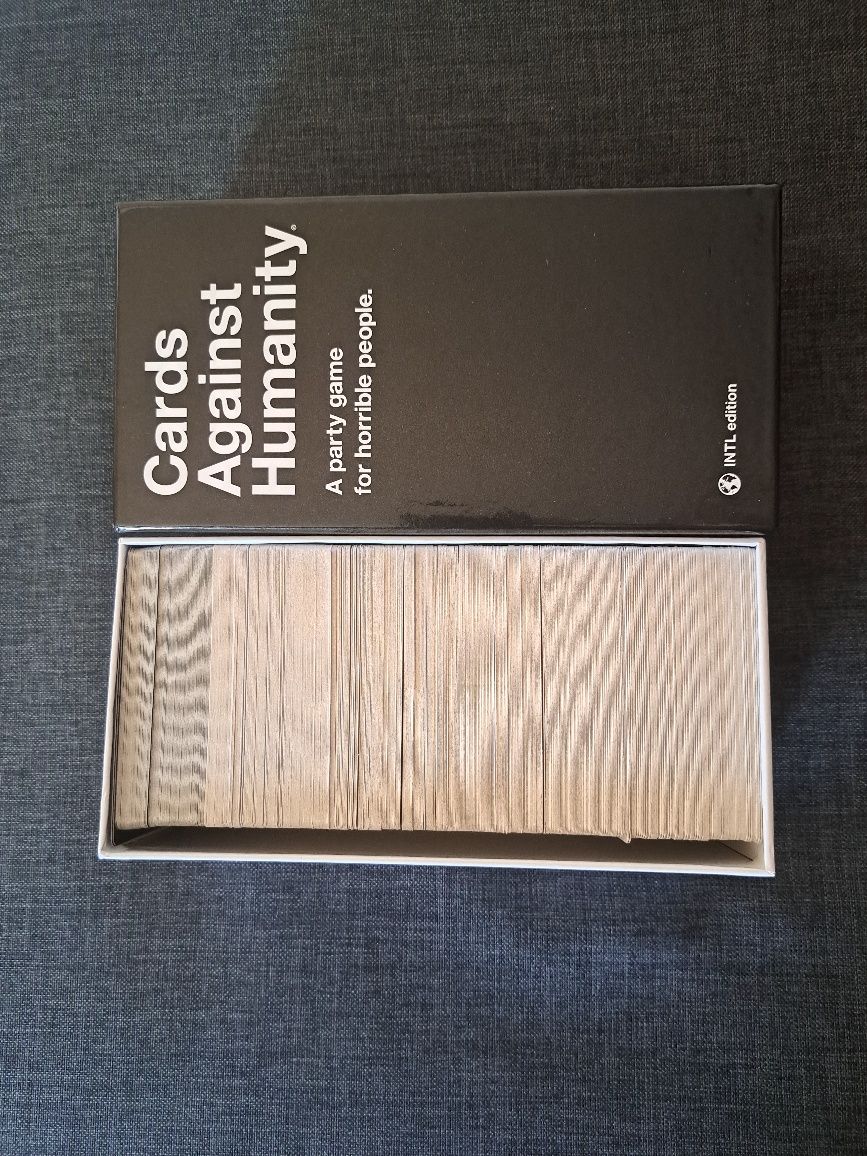 Cards
Against
Humanity®
A party game
for horrible people.
INTL edition